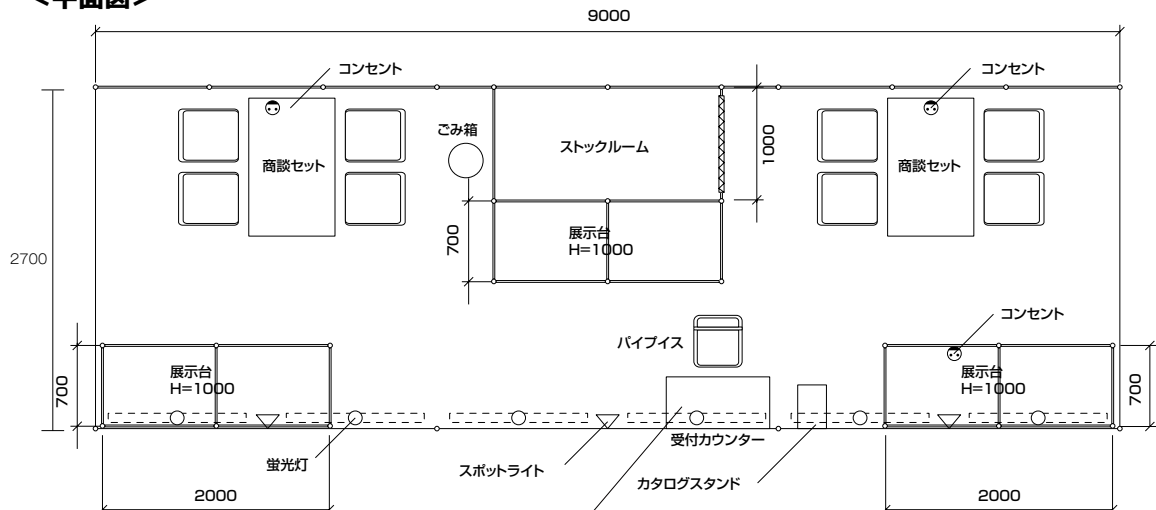 <平面図>
9000
コンセント
コンセント
ごみ箱
ストックルーム
1000
商談セット
商談セット
700
展示台
H=1000
2700
コンセント
パイプイス
700
展示台
H=1000
展示台
H=1000
700
受付カウンター
蛍光灯
スポットライト
カタログスタンド
2000
2000